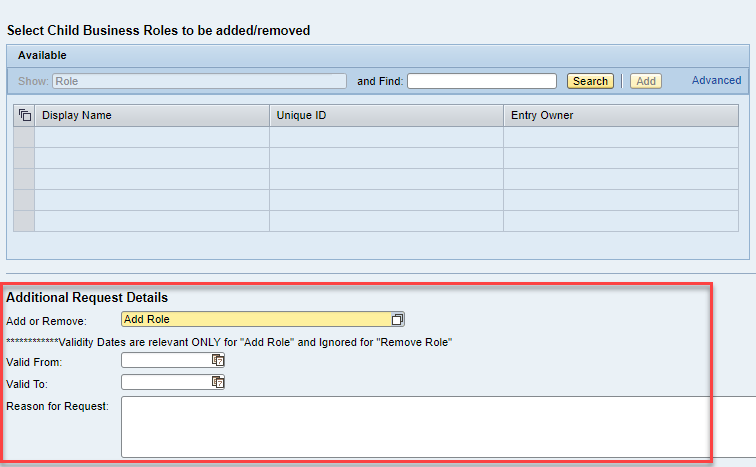 Select Child Business Roles to be added/removed
Available
Show: Role and Find: Search Add Advanced
Display Name Unique ID Entry Owner
Additional Request Details
Add or Remove: Add Role
************Validity Dates are relevant ONLY for "Add Role" and Ignored for "Remove Role"
Valid From:
Valid To:
Reason for Request: